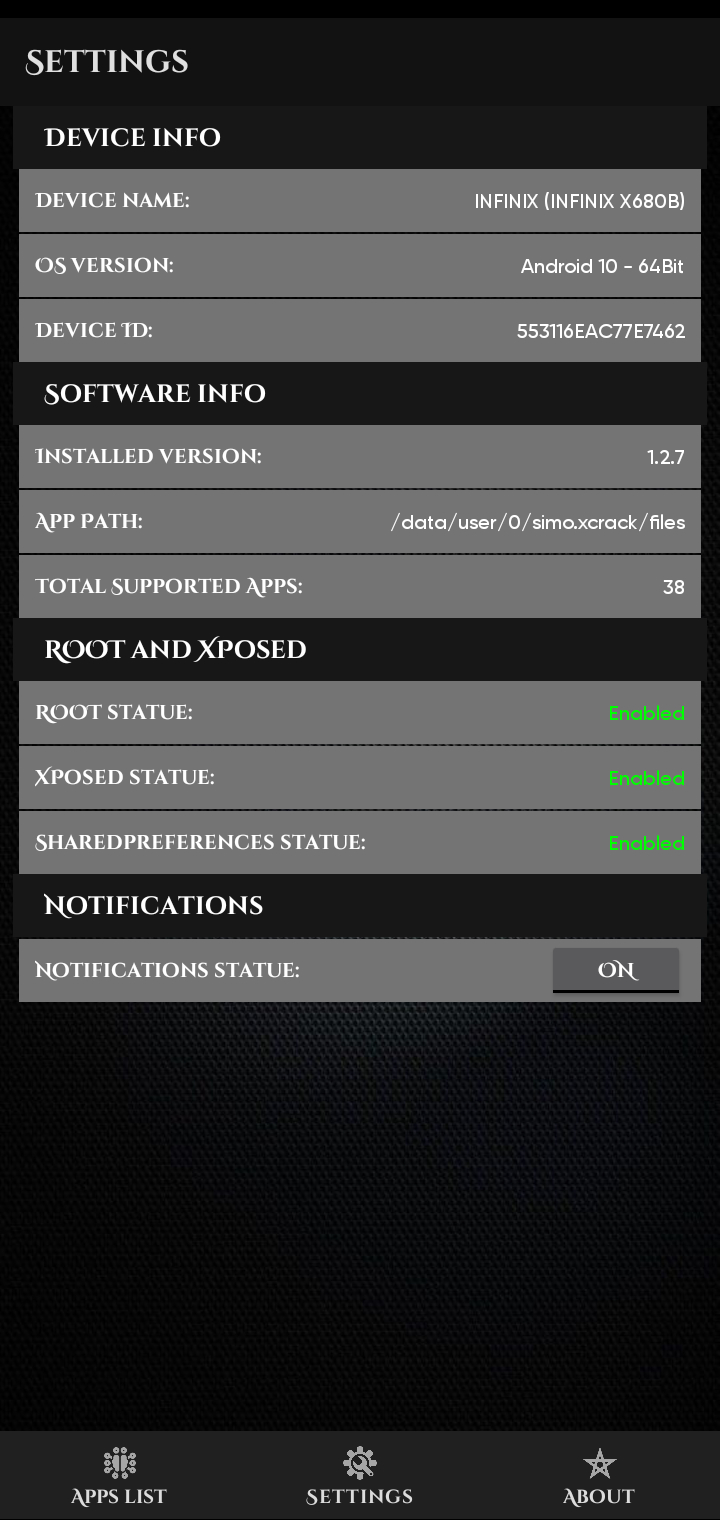 Settings
Device info
Device name: INFINIX (INFINIX X680B)
OS version: Android 10 - 64Bit
Device ID: 553116EAC77E7462
Software info
Installed version: 1.2.7
App Path: /data/user/0/simo.xcrack/files
Total Supported Apps: 38
Root and Xposed
Root statue: Enabled
Xposed statue: Enabled
SharedPreferences statue: Enabled
Notifications
Notifications statue: ON
Apps list Settings About